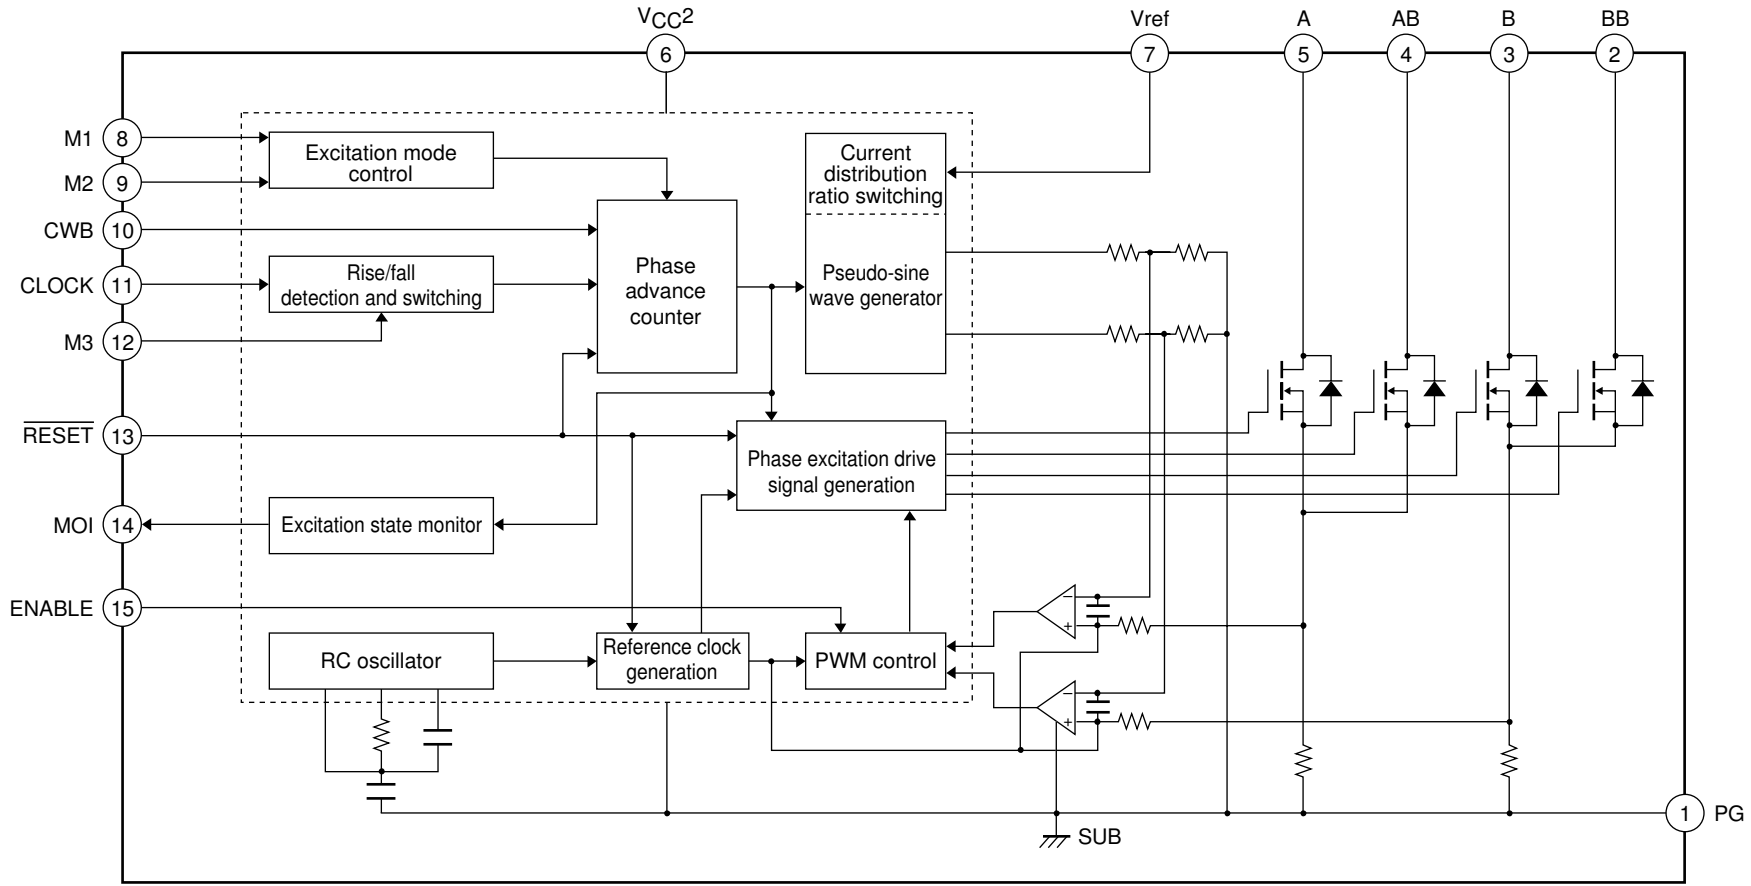 VCC2
Vref
A
AB
B
BB
6
7
5
4
3
2
M1
8
Excitation mode
control
M2
9
CWB
10
CLOCK
11
Rise/fall
detection and switching
M3
12
Phase
advance
counter
Current
distribution
ratio switching
Pseudo-sine
wave generator
RESET
13
Phase excitation drive
signal generation
MOI
14
Excitation state monitor
ENABLE
15
RC oscillator
Reference clock
generation
PWM control
−
+
−
+
1
PG
SUB